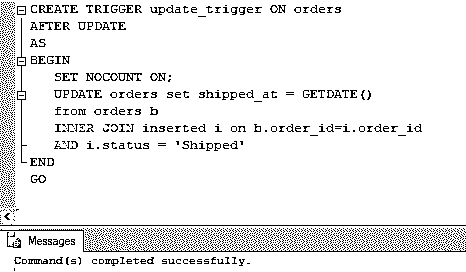 CREATE TRIGGER update_trigger ON orders
AFTER UPDATE
AS
BEGIN
SET NOCOUNT ON;
UPDATE orders set shipped_at = GETDATE()
from orders b
INNER JOIN inserted i on b.order_id=i.order_id
AND i.status = 'Shipped'
END
GO
Messages
Command(s) completed successfully.